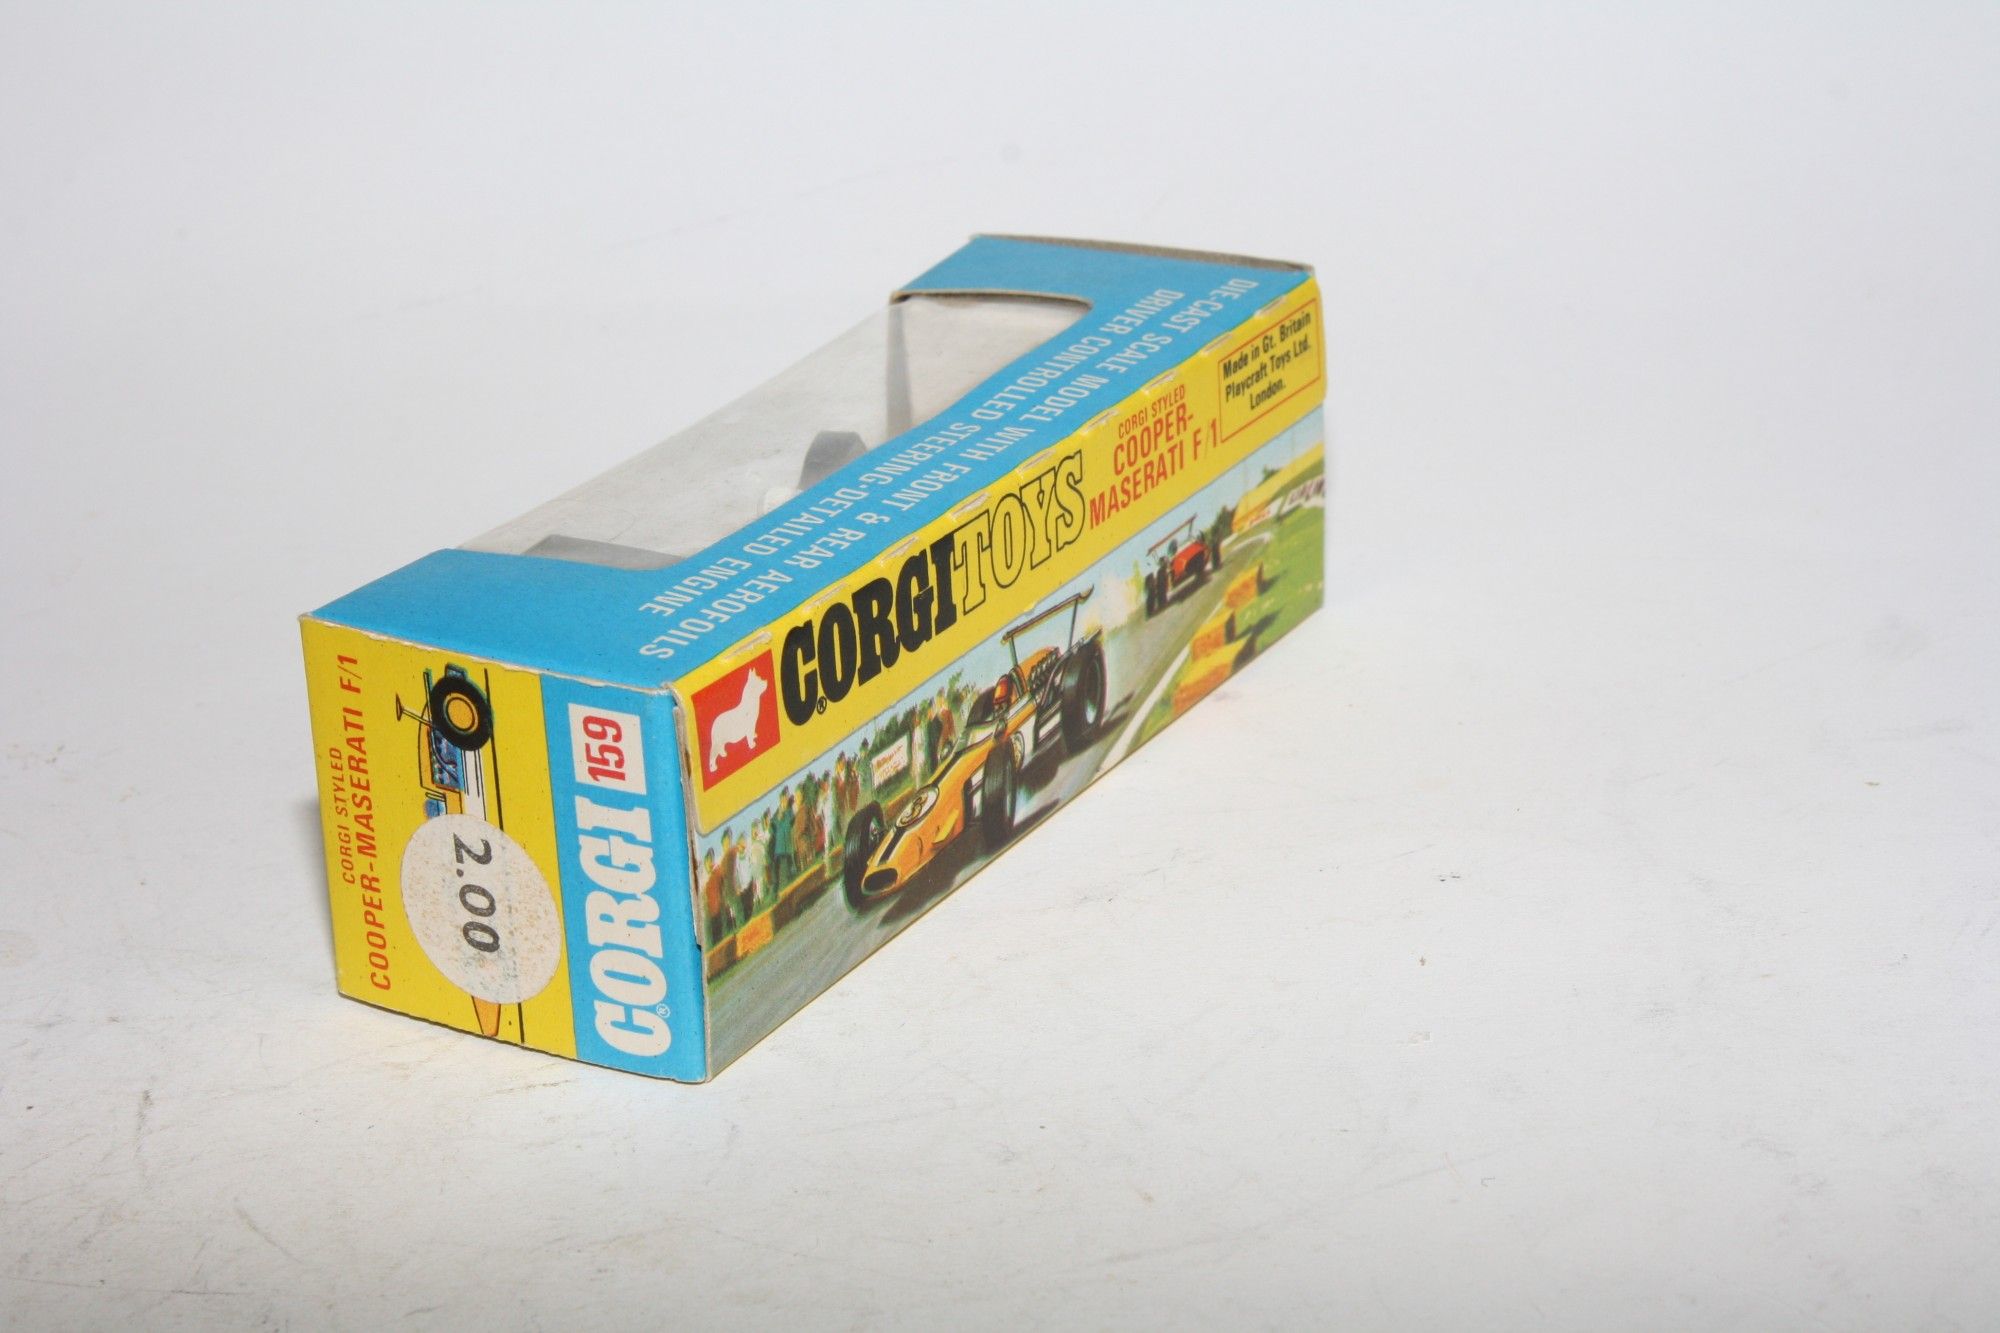 DIE-CAST SCALE MODEL WITH FRONT & REAR AEROFOILS
DRIVER CONTROLLED STEERING·DETAILED ENGINE
CORGI TOYS
®
CORGI STYLED
COOPER-
MASERATI F/1
Made in Gt. Britain
Playcraft Toys Ltd.
London.
CORGI STYLED
COOPER-MASERATI F/1
2.00
CORGI 159
®